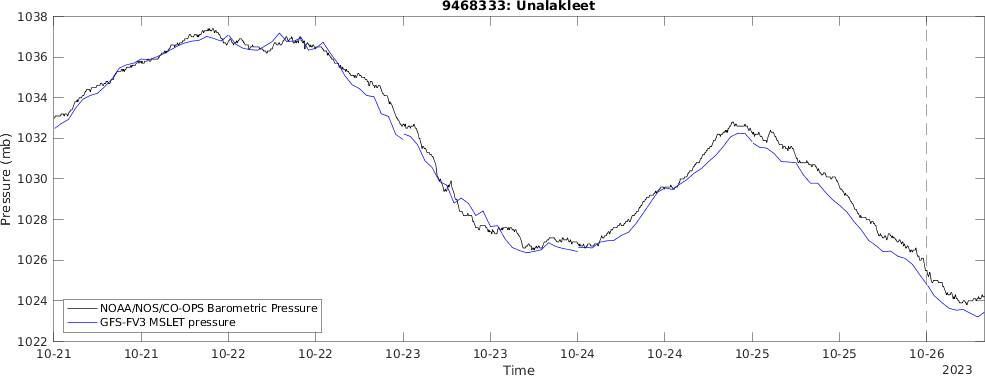 9468333: Unalakleet
Pressure (mb)
1038
1036
1034
1032
1030
1028
1026
1024
1022
NOAA/NOS/CO-OPS Barometric Pressure
GFS-FV3 MSLET pressure
10-21 10-21 10-22 10-22 10-23 10-23 10-24 10-24 10-25 10-25 10-26
Time
2023